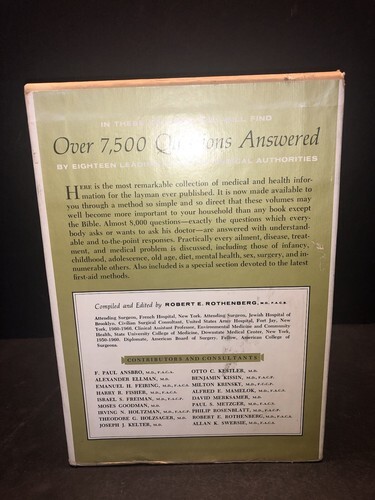 IN THESE FIND
Over 7,500 Questions Answered
BY EIGHTEEN AUTHORITIES
HERE is the most remarkable collection of medical and health infor-
mation for the layman ever published. It is now made available to
you through a method so simple and so direct that these volumes may
well become more important to your household than any book except
the Bible. Almost 8,000 questions—exactly the questions which every-
body asks or wants to ask his doctor—are answered with understand-
able and to-the-point responses. Practically every ailment, disease, treat-
ment, and medical problem is discussed, including those of infancy,
childhood, adolescence, old age, diet, mental health, sex, surgery, and in-
numerable others. Also included is a special section devoted to the latest
first-aid methods.
Compiled and Edited by ROBERT E. ROTHENBERG, M.D., F.A.C.S.
Attending Surgeon, French Hospital, New York. Attending Surgeon, Jewish Hospital of
Brooklyn. Civilian Surgical Consultant, United States Army Hospital, Fort Jay, New
York, 1960-1966. Clinical Assistant Professor, Environmental Medicine and Community
Health, State University College of Medicine, Downstate Medical Center, New York,
1950-1960. Diplomate, American Board of Surgery. Fellow, American College of
Surgeons.
CONTRIBUTORS AND CONSULTANTS
F. PAUL ANSBRO, M.D., F.A.C.A.
ALEXANDER ELLMAN, M.D.
EMANUEL H. FEIRING, M.D., F.A.C.S.
HARRY R. FISHER, M.D.
ISRAEL S. FREIMAN, M.D., F.A.C.P.
MOSES GOODMAN, M.D.
IRVING N. HOLTZMAN, M.D., F.A.C.P.
THEODORE G. HOLZSAGER, M.D.
JOSEPH J. KELTER, M.D.
OTTO C. KESTLER, M.D.
BENJAMIN KISSIN, M.D., F.A.C.P.
MILTON KRINSKY, M.D., F.C.C.P.
ALFRED E. MAMELOK, M.D., F.A.C.S.
DAVID MERKSAMER, M.D.
PAUL S. METZGER, M.D., F.A.C.P.
PHILIP ROSENBLATT, M.D.
ROBERT E. ROTHENBERG, M.D., F.A.C.S.
ALLAN K. SWERSIE, M.D., F.A.C.S.